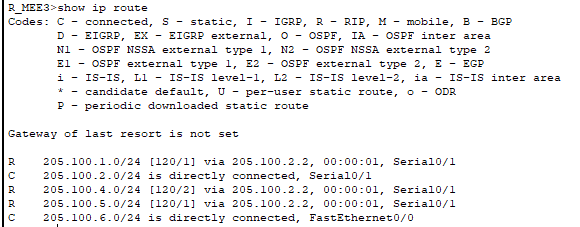 R_MEE3>show ip route
Codes: C - connected, S - static, I - IGRP, R - RIP, M - mobile, B - BGP
D - EIGRP, EX - EIGRP external, O - OSPF, IA - OSPF inter area
N1 - OSPF NSSA external type 1, N2 - OSPF NSSA external type 2
E1 - OSPF external type 1, E2 - OSPF external type 2, E - EGP
i - IS-IS, L1 - IS-IS level-1, L2 - IS-IS level-2, ia - IS-IS inter area
* - candidate default, U - per-user static route, o - ODR
P - periodic downloaded static route
Gateway of last resort is not set
R 205.100.1.0/24 [120/1] via 205.100.2.2, 00:00:01, Serial0/1
C 205.100.2.0/24 is directly connected, Serial0/1
R 205.100.4.0/24 [120/2] via 205.100.2.2, 00:00:01, Serial0/1
R 205.100.5.0/24 [120/1] via 205.100.2.2, 00:00:01, Serial0/1
C 205.100.6.0/24 is directly connected, FastEthernet0/0